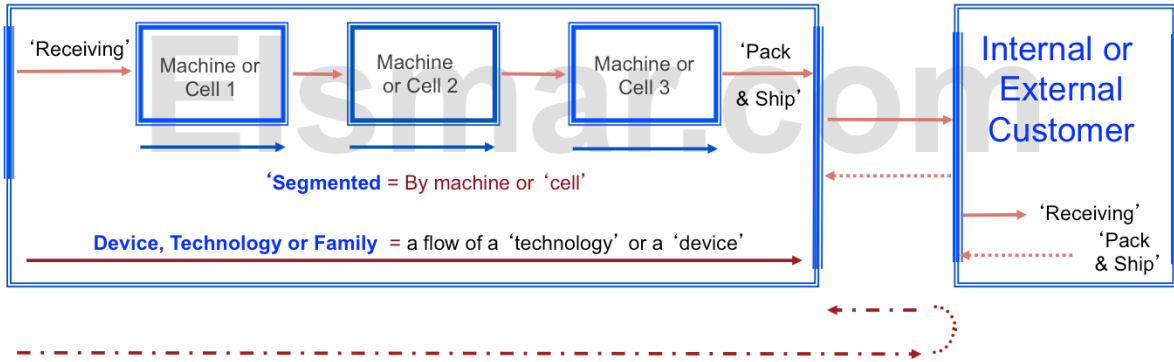 ‘Receiving’
Machine or
Cell 1
Machine
or Cell 2
Machine or
Cell 3
‘Pack
& Ship’
Internal or
External
Customer
Elsmar.com
‘Segmented = By machine or ‘cell’
Device, Technology or Family = a flow of a ‘technology’ or a ‘device’
‘Receiving’
‘Pack
& Ship’